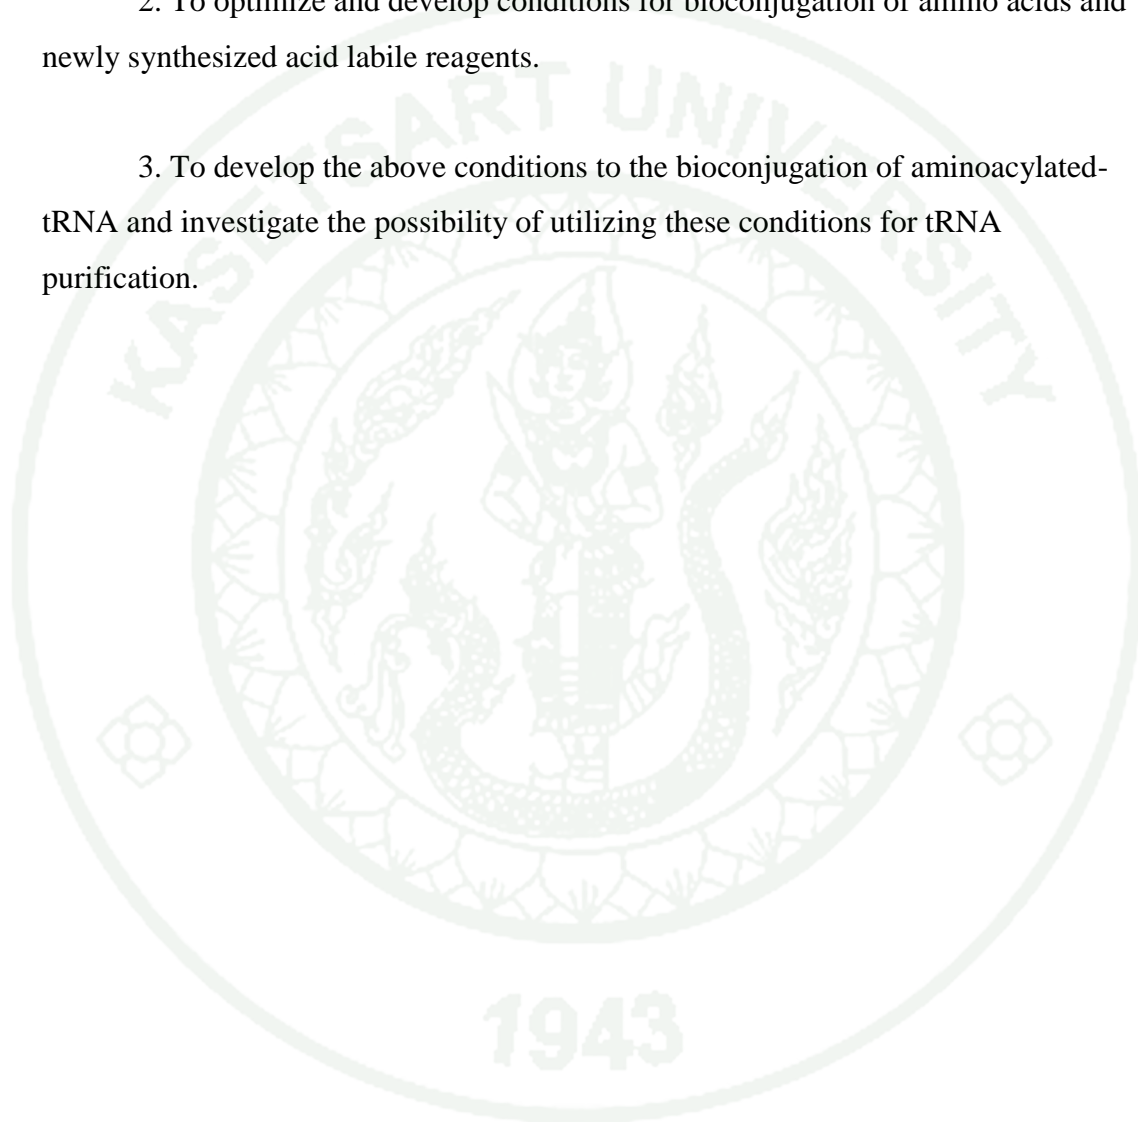 2. To optimize and develop conditions for bioconjugation of amino acids and
newly synthesized acid labile reagents.
3. To develop the above conditions to the bioconjugation of aminoacylated-
tRNA and investigate the possibility of utilizing these conditions for tRNA
purification.
KASETSART UNIVERSITY
1943